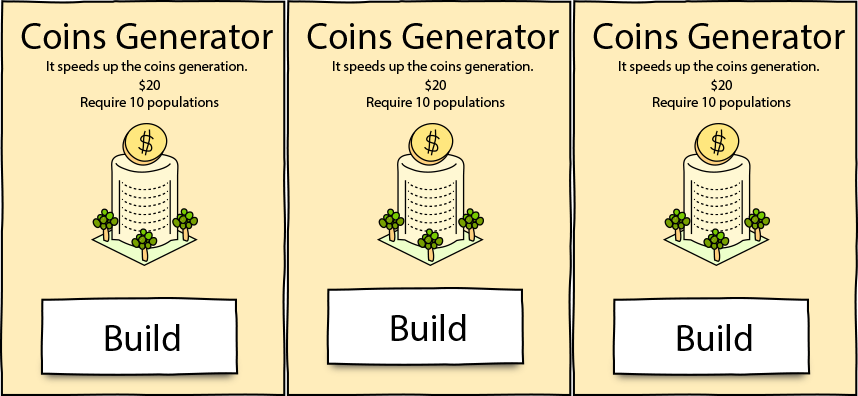 Coins Generator
It speeds up the coins generation.
$20
Require 10 populations
$
Build
Coins Generator
It speeds up the coins generation.
$20
Require 10 populations
$
Build
Coins Generator
It speeds up the coins generation.
$20
Require 10 populations
$
Build